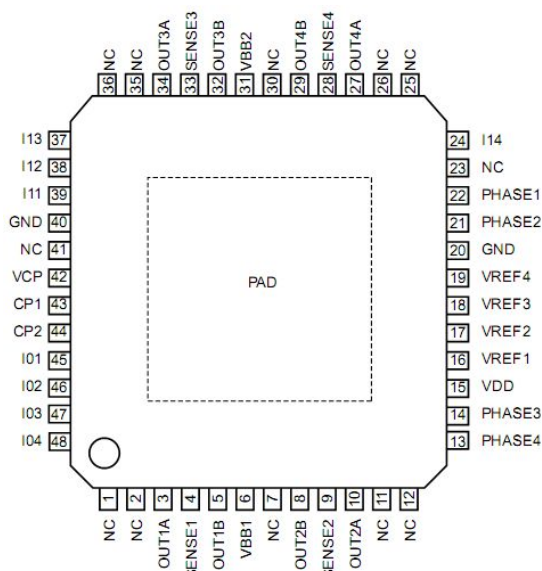 NC NC OUT3A SENSE3 OUT3B VBB2 NC OUT4B SENSE4 OUT4A NC NC
36 35 34 33 32 31 30 29 28 27 26 25
I13 37
I12 38
I11 39
GND 40
NC 41
VCP 42
CP1 43
CP2 44
I01 45
I02 46
I03 47
I04 48
PAD
24 I14
23 NC
22 PHASE1
21 PHASE2
20 GND
19 VREF4
18 VREF3
17 VREF2
16 VREF1
15 VDD
14 PHASE3
13 PHASE4
1 2 3 4 5 6 7 8 9 10 11 12
NC NC OUT1A SENSE1 OUT1B VBB1 NC OUT2B SENSE2 OUT2A NC NC